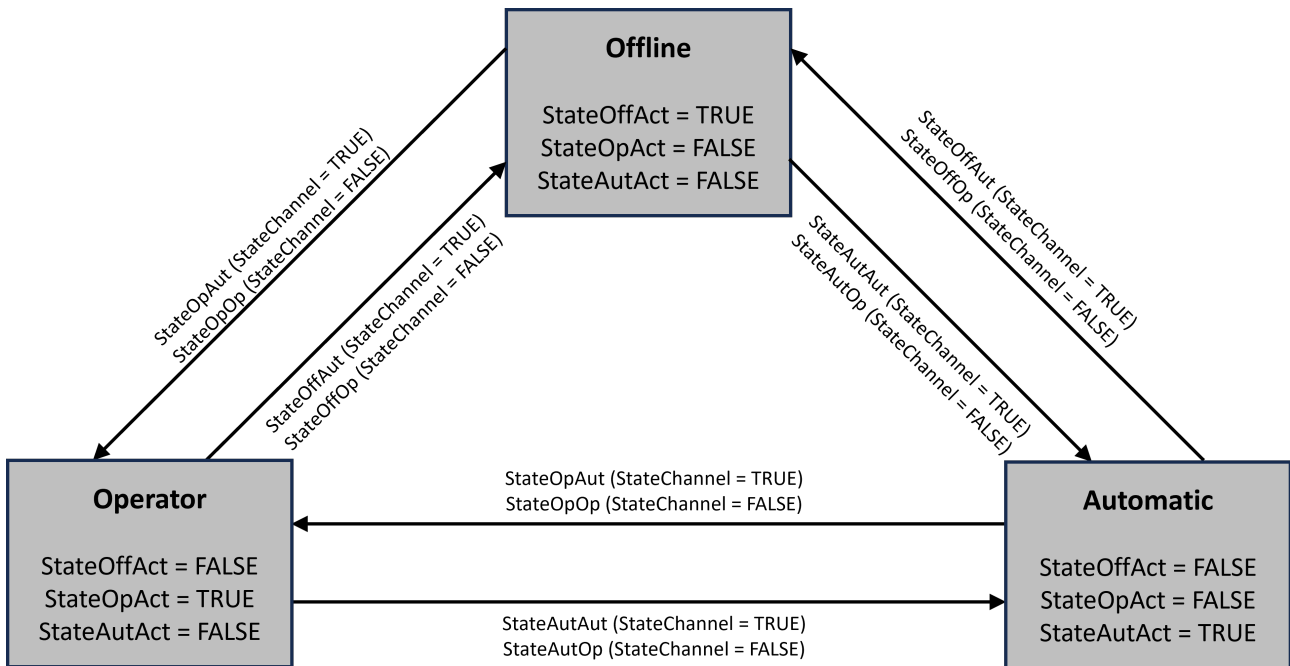 Offline
StateOffAct = TRUE
StateOpAct = FALSE
StateAutAct = FALSE
StateOpAut (StateChannel = TRUE)
StateOpOp (StateChannel = FALSE)
StateOffAut (StateChannel = TRUE)
StateOffOp (StateChannel = FALSE)
StateAutAut (StateChannel = TRUE)
StateAutOp (StateChannel = FALSE)
StateOffAut (StateChannel = TRUE)
StateOffOp (StateChannel = FALSE)
Operator
StateOffAct = FALSE
StateOpAct = TRUE
StateAutAct = FALSE
StateOpAut (StateChannel = TRUE)
StateOpOp (StateChannel = FALSE)
StateAutAut (StateChannel = TRUE)
StateAutOp (StateChannel = FALSE)
Automatic
StateOffAct = FALSE
StateOpAct = FALSE
StateAutAct = TRUE